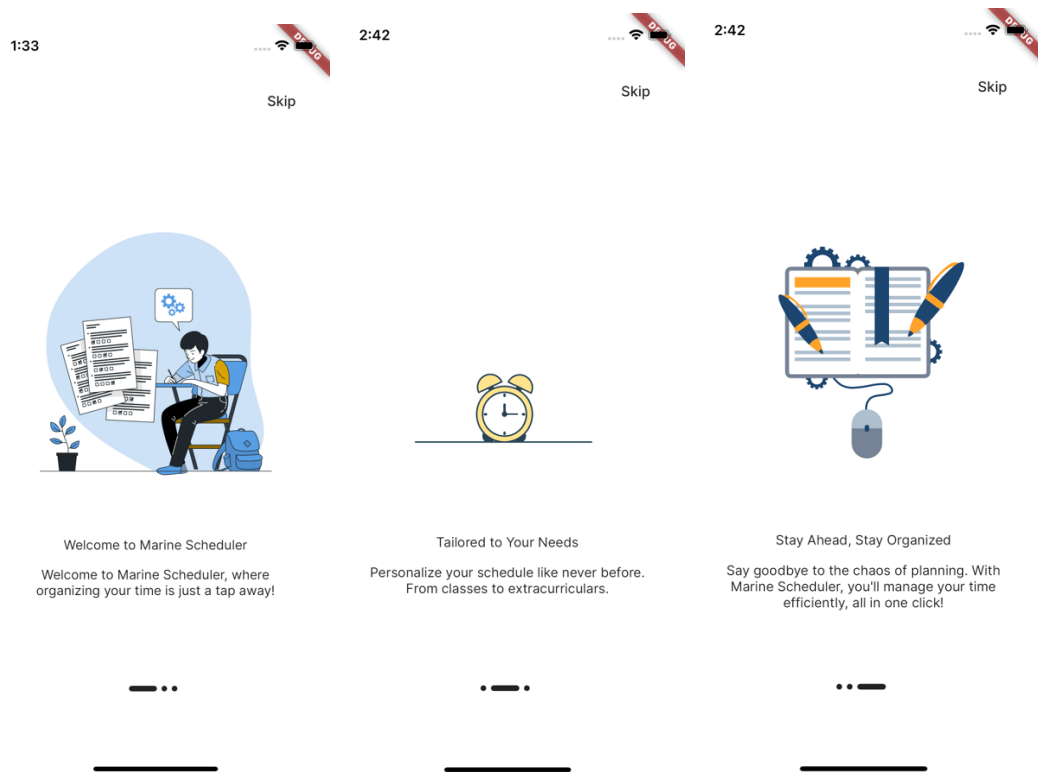 1:33
DEBUG
Skip
Welcome to Marine Scheduler
Welcome to Marine Scheduler, where
organizing your time is just a tap away!
2:42
DEBUG
Skip
Tailored to Your Needs
Personalize your schedule like never before.
From classes to extracurriculars.
2:42
DEBUG
Skip
Stay Ahead, Stay Organized
Say goodbye to the chaos of planning. With
Marine Scheduler, you'll manage your time
efficiently, all in one click!